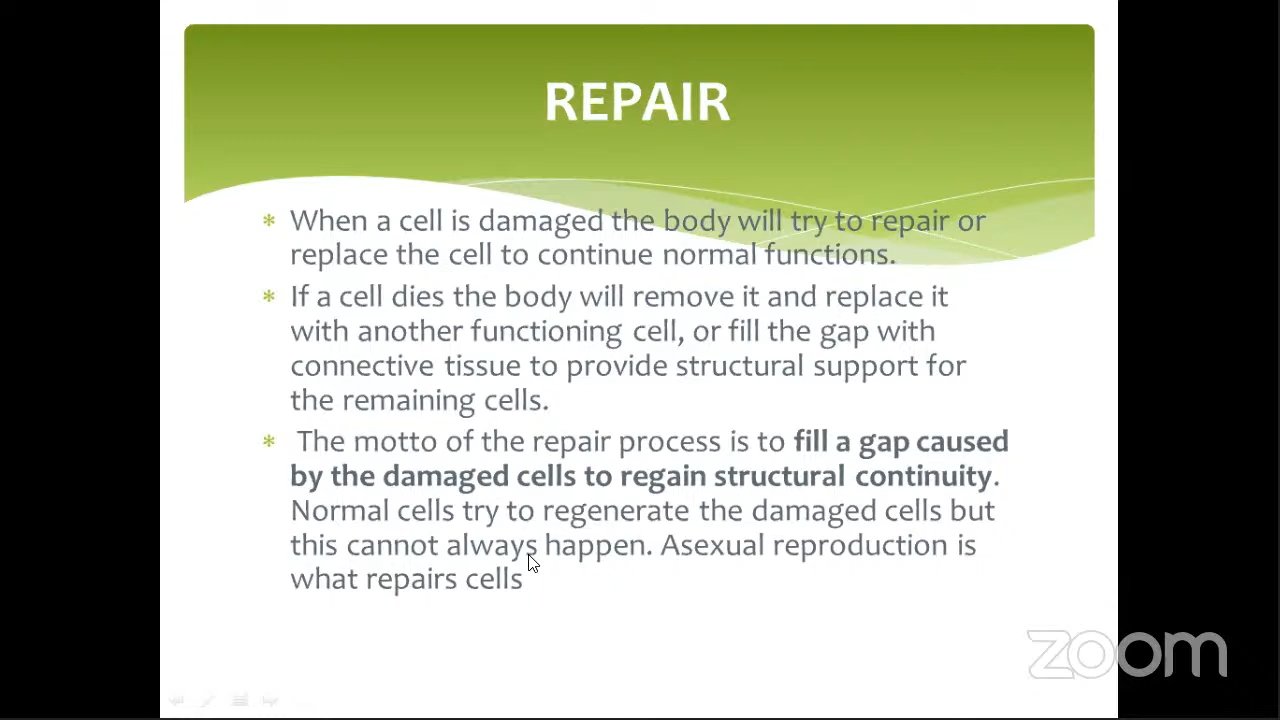 REPAIR
* When a cell is damaged the body will try to repair or
replace the cell to continue normal functions.
* If a cell dies the body will remove it and replace it
with another functioning cell, or fill the gap with
connective tissue to provide structural support for
the remaining cells.
* The motto of the repair process is to fill a gap caused
by the damaged cells to regain structural continuity.
Normal cells try to regenerate the damaged cells but
this cannot always happen. Asexual reproduction is
what repairs cells
zoom